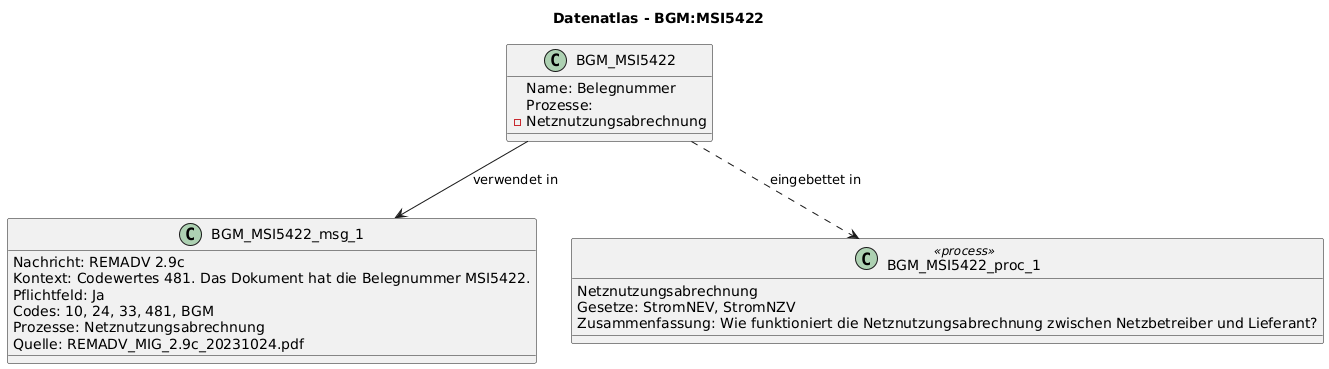 Datenatlas - BGM:MSI5422
C BGM_MSI5422
Name: Belegnummer
Prozesse:
Netznutzungsabrechnung
verwendet in
eingebettet in
C BGM_MSI5422_msg_1
Nachricht: REMADV 2.9c
Kontext: Codewertes 481. Das Dokument hat die Belegnummer MSI5422.
Pflichtfeld: Ja
Codes: 10, 24, 33, 481, BGM
Prozesse: Netznutzungsabrechnung
Quelle: REMADV_MIG_2.9c_20231024.pdf
«process»
C BGM_MSI5422_proc_1
Netznutzungsabrechnung
Gesetze: StromNEV, StromNZV
Zusammenfassung: Wie funktioniert die Netznutzungsabrechnung zwischen Netzbetreiber und Lieferant?